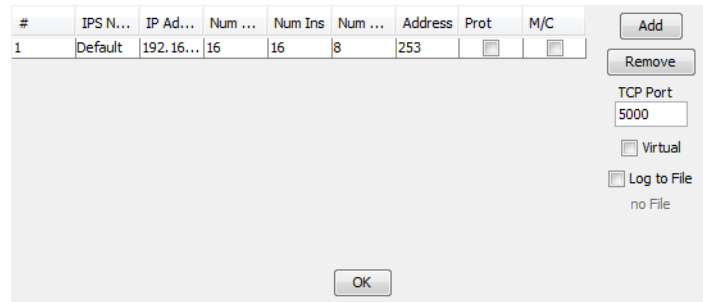 # IPS N... IP Ad... Num ... Num Ins Num ... Address Prot M/C
1 Default 192.16... 16 16 8 253
Add
Remove
TCP Port
5000
Virtual
Log to File
no File
OK